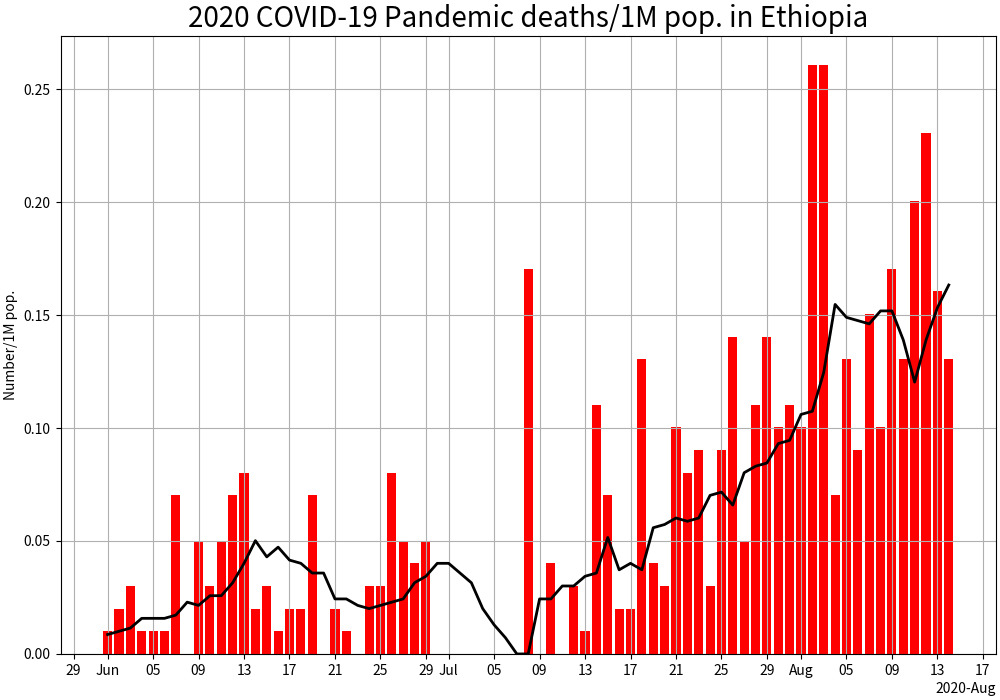 2020 COVID-19 Pandemic deaths/1M pop. in Ethiopia
Number/1M pop.
0.25
0.20
0.15
0.10
0.05
0.00
29 Jun 05 09 13 17 21 25 29 Jul 05 09 13 17 21 25 29 Aug 05 09 13 17
2020-Aug